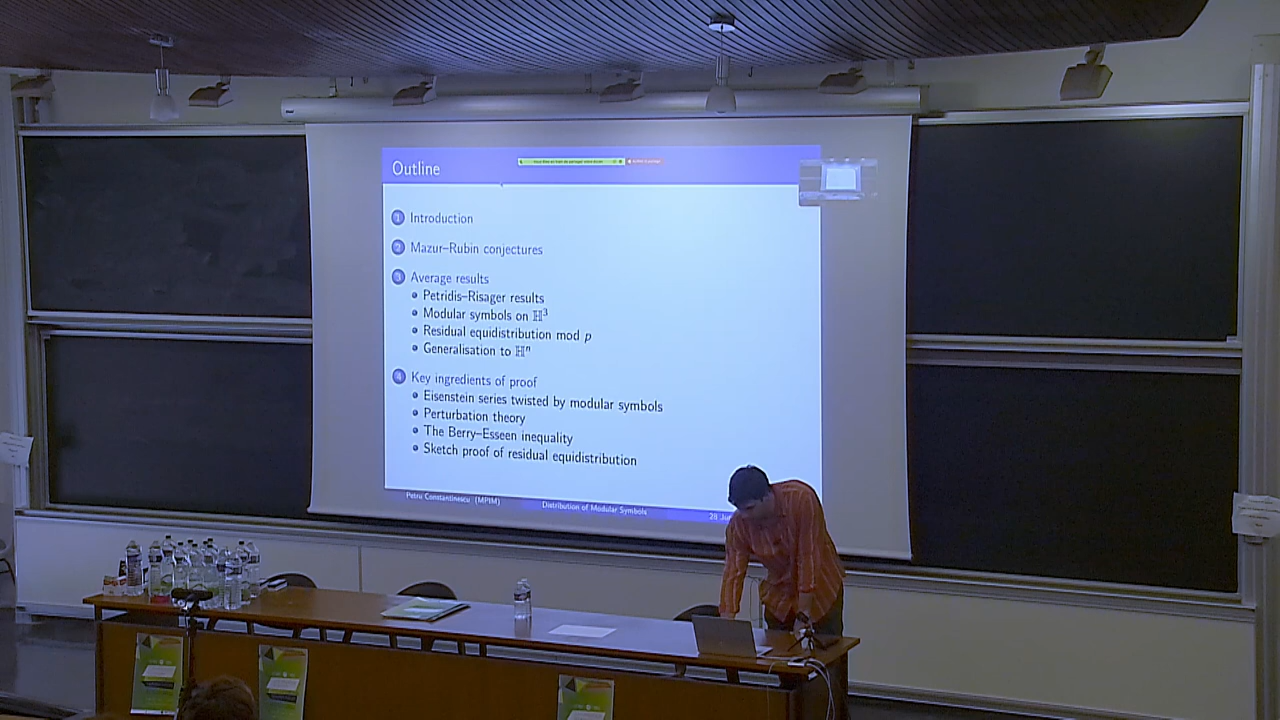 Outline
1 Introduction
2 Mazur–Rubin conjectures
3 Average results
Petridis–Risager results
Modular symbols on ℍ³
Residual equidistribution mod p
Generalisation to ℍⁿ
4 Key ingredients of proof
Eisenstein series twisted by modular symbols
Perturbation theory
The Berry–Esseen inequality
Sketch proof of residual equidistribution
Petru Constantinescu (MPIM)
Distribution of Modular Symbols
28